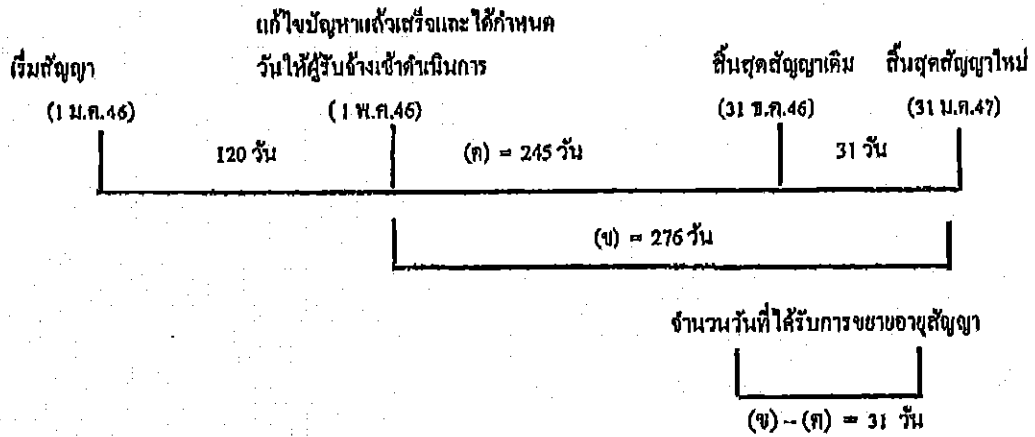 แก้ไขปัญหาแล้วเสร็จและได้กำหนด
เริ่มสัญญา วันให้ผู้รับจ้างเข้าดำเนินการ สิ้นสุดสัญญาเดิม สิ้นสุดสัญญาใหม่
(1 ม.ค.46) (1 พ.ค.46) (31 ธ.ค.46) (31 ม.ค.47)
120 วัน (ค) = 245 วัน 31 วัน
(ข) = 276 วัน
จำนวนวันที่ได้รับการขยายอายุสัญญา
(ข) - (ค) = 31 วัน